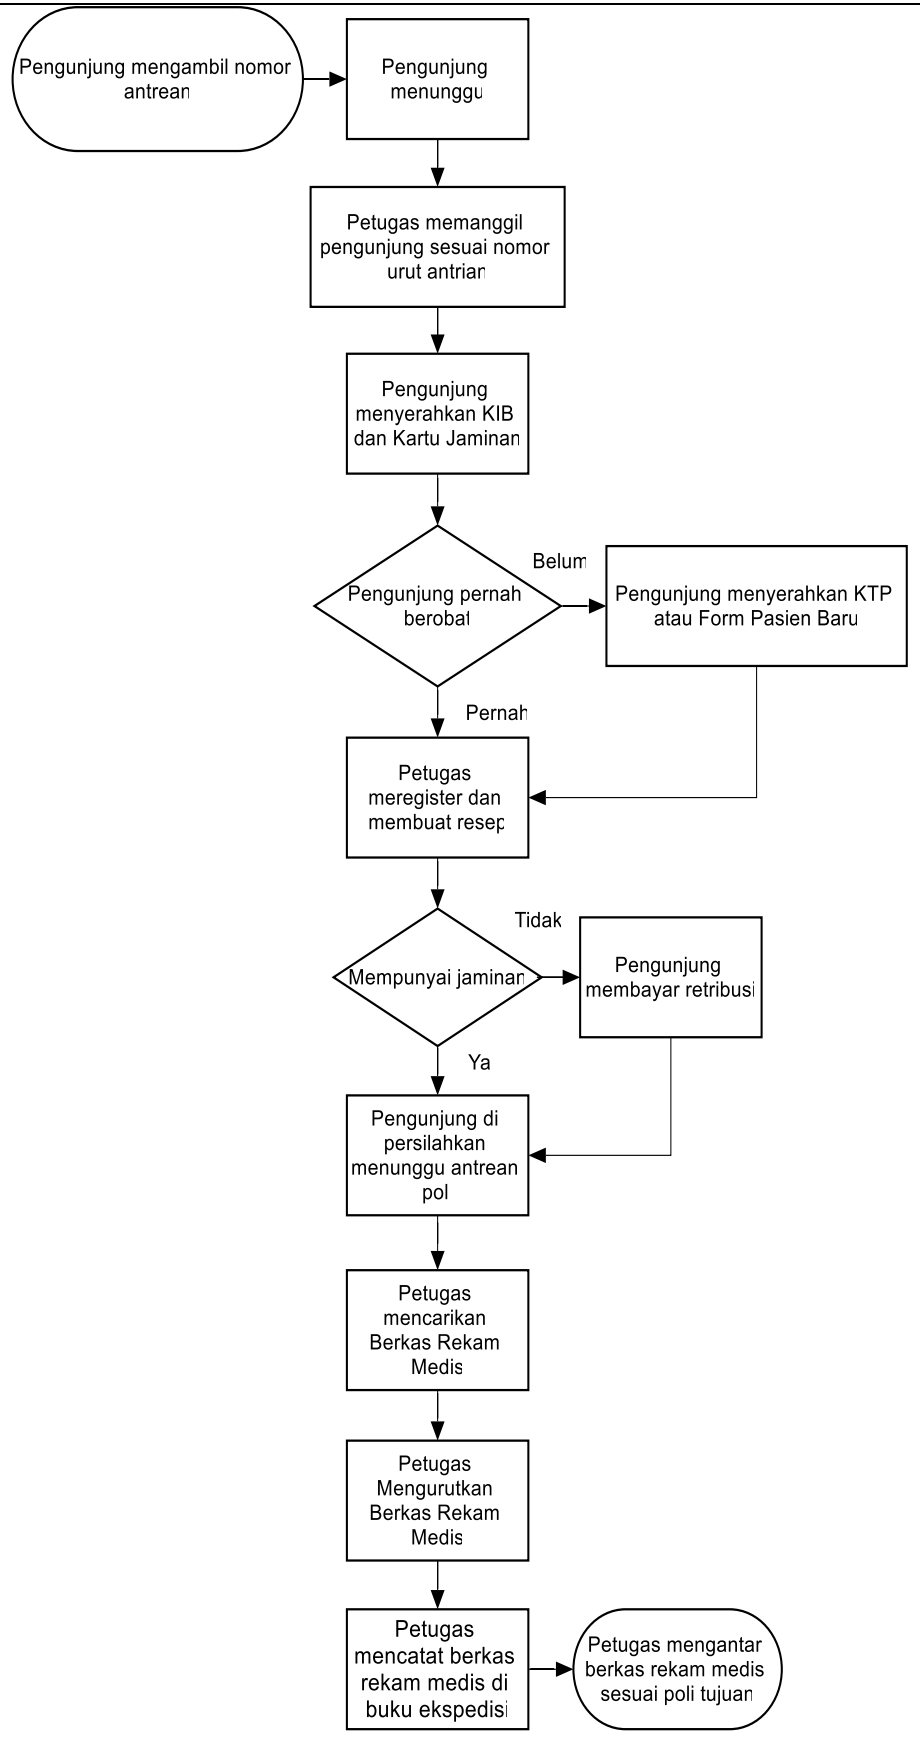 Pengunjung mengambil nomor
antrean
Pengunjung
menunggu
Petugas memanggil
pengunjung sesuai nomor
urut antrian
Pengunjung
menyerahkan KIB
dan Kartu Jaminan
Pengunjung pernah
berobat
Belum
Pengunjung menyerahkan KTP
atau Form Pasien Baru
Pernah
Petugas
meregister dan
membuat resep
Mempunyai jaminan
Tidak
Pengunjung
membayar retribusi
Ya
Pengunjung di
persilahkan
menunggu antrean
pol
Petugas
mencarikan
Berkas Rekam
Medis
Petugas
Mengurutkan
Berkas Rekam
Medis
Petugas
mencatat berkas
rekam medis di
buku ekspedisi
Petugas mengantar
berkas rekam medis
sesuai poli tujuan